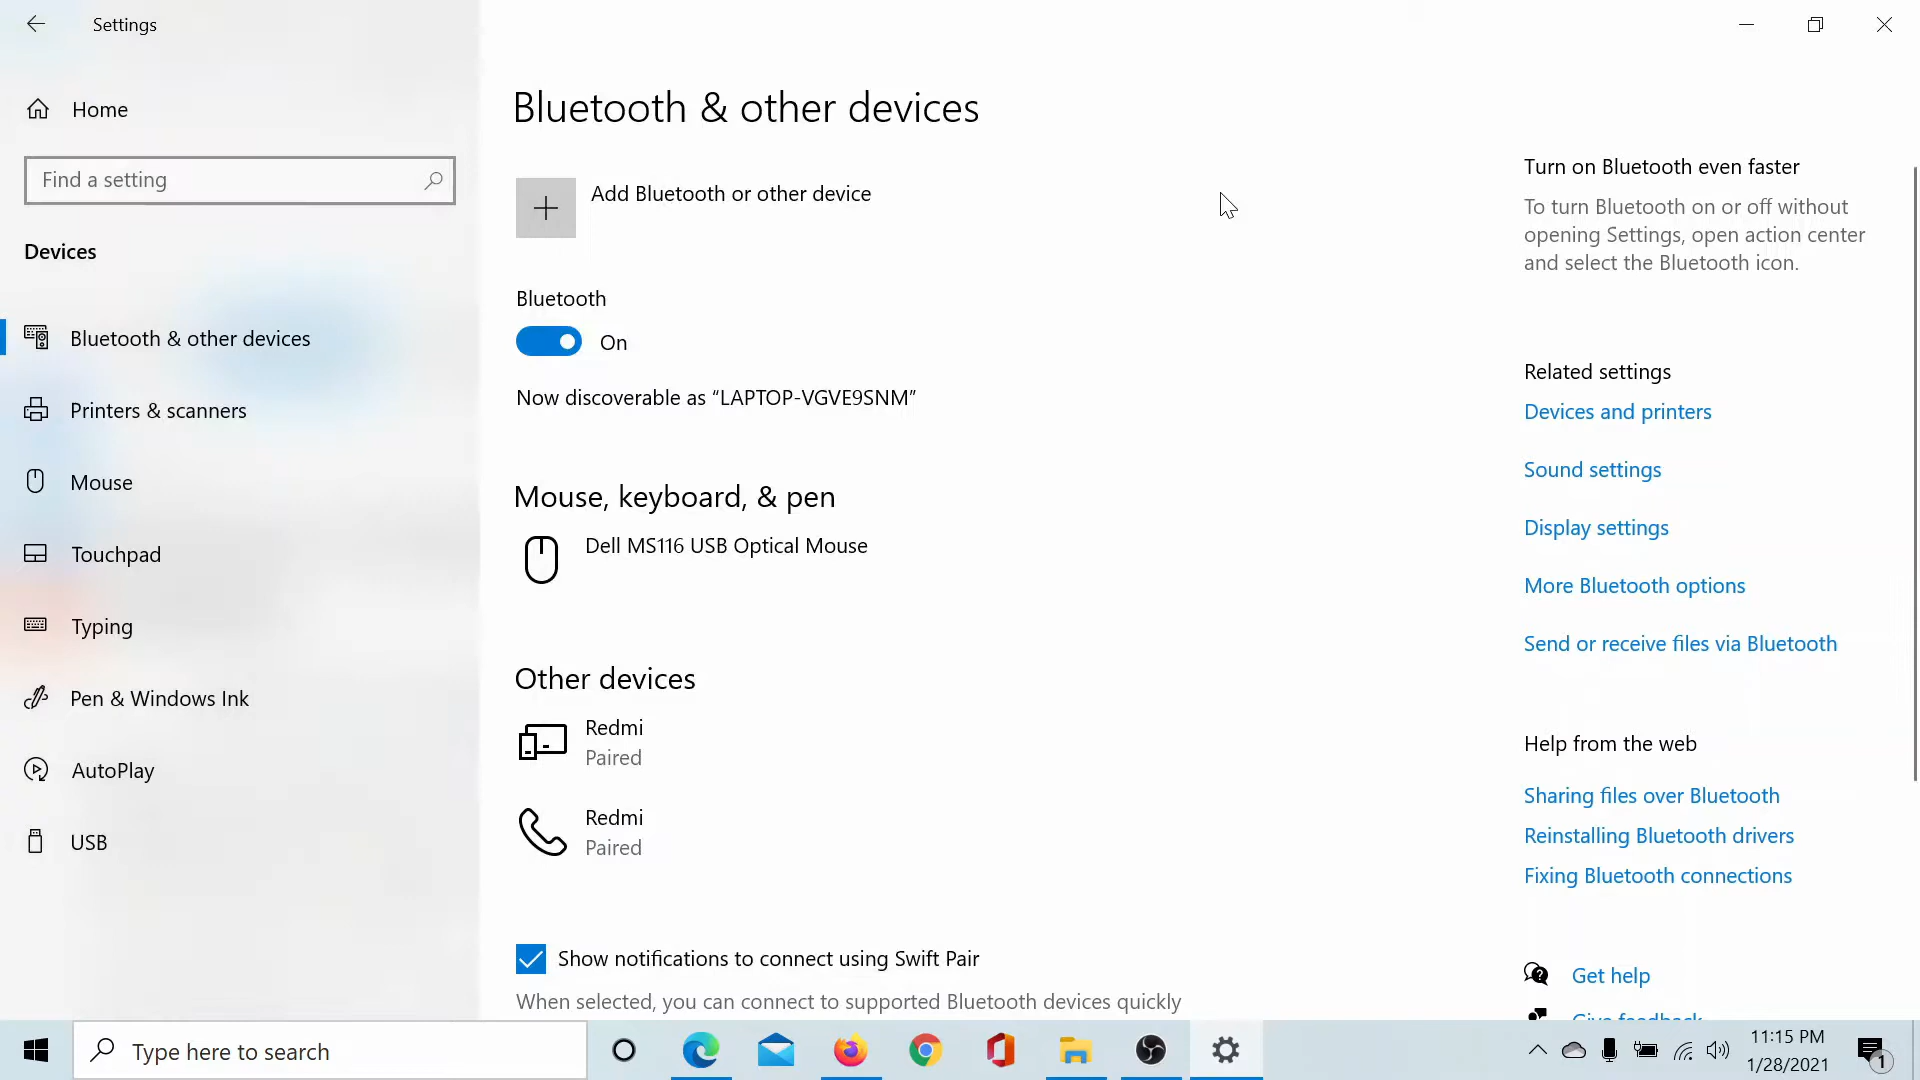 Settings
Home
Find a setting
Devices
Bluetooth & other devices
Printers & scanners
Mouse
Touchpad
Typing
Pen & Windows Ink
AutoPlay
USB
Bluetooth & other devices
Add Bluetooth or other device
Bluetooth
On
Now discoverable as “LAPTOP-VGVE9SNM”
Mouse, keyboard, & pen
Dell MS116 USB Optical Mouse
Other devices
Redmi
Paired
Redmi
Paired
Show notifications to connect using Swift Pair
When selected, you can connect to supported Bluetooth devices quickly
Turn on Bluetooth even faster
To turn Bluetooth on or off without
opening Settings, open action center
and select the Bluetooth icon.
Related settings
Devices and printers
Sound settings
Display settings
More Bluetooth options
Send or receive files via Bluetooth
Help from the web
Sharing files over Bluetooth
Reinstalling Bluetooth drivers
Fixing Bluetooth connections
Get help
Give feedback
Type here to search
11:15 PM
1/28/2021
1